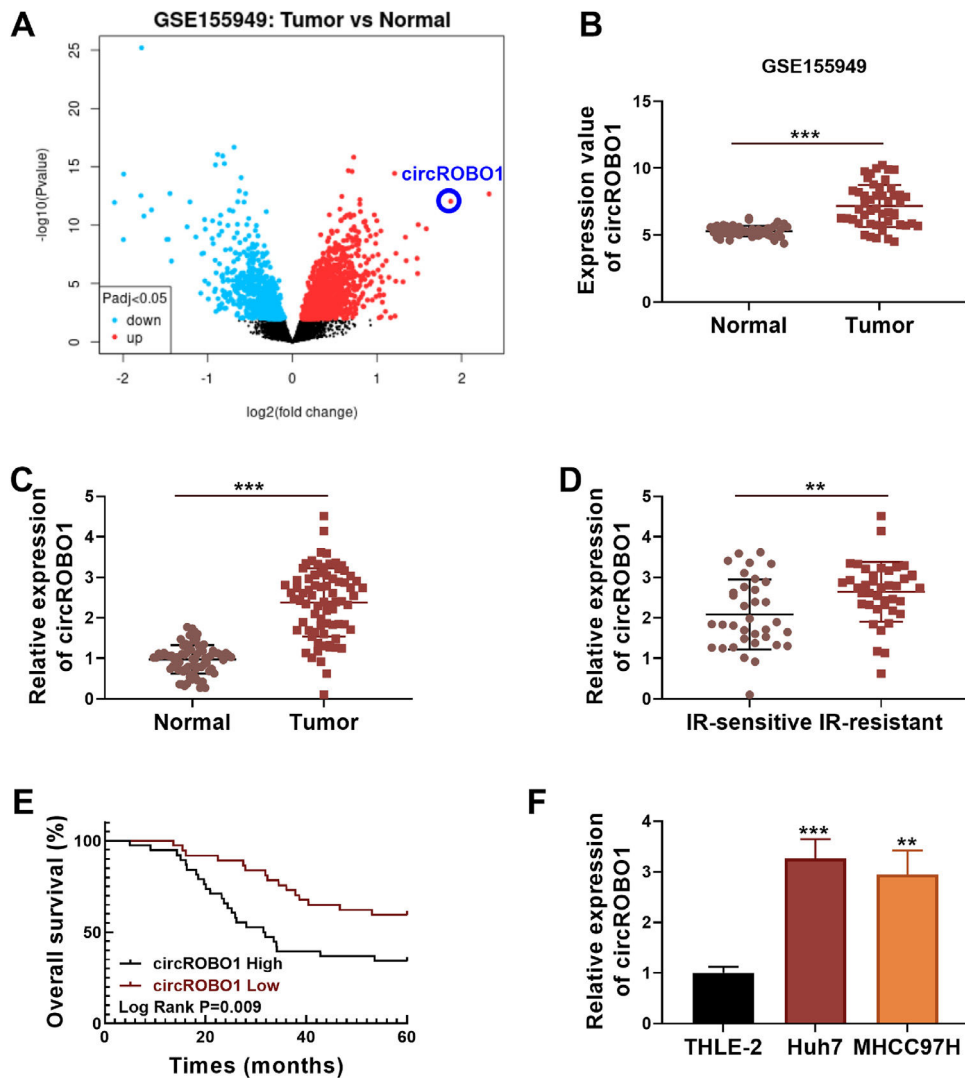 A
GSE155949: Tumor vs Normal
25
20
15
10
5
0
-log10(Pvalue)
circROBO1
Padj<0.05
down
up
-2
-1
0
1
2
log2(fold change)
B
GSE155949
Expression value
of circROBO1
15
10
5
0
***
Normal
Tumor
C
Relative expression
of circROBO1
5
4
3
2
1
0
***
Normal
Tumor
D
Relative expression
of circROBO1
5
4
3
2
1
0
**
IR-sensitive
IR-resistant
E
Overall survival (%)
100
50
0
circROBO1 High
circROBO1 Low
Log Rank P=0.009
0
20
40
60
Times (months)
F
Relative expression
of circROBO1
4
3
2
1
0
***
**
THLE-2
Huh7
MHCC97H